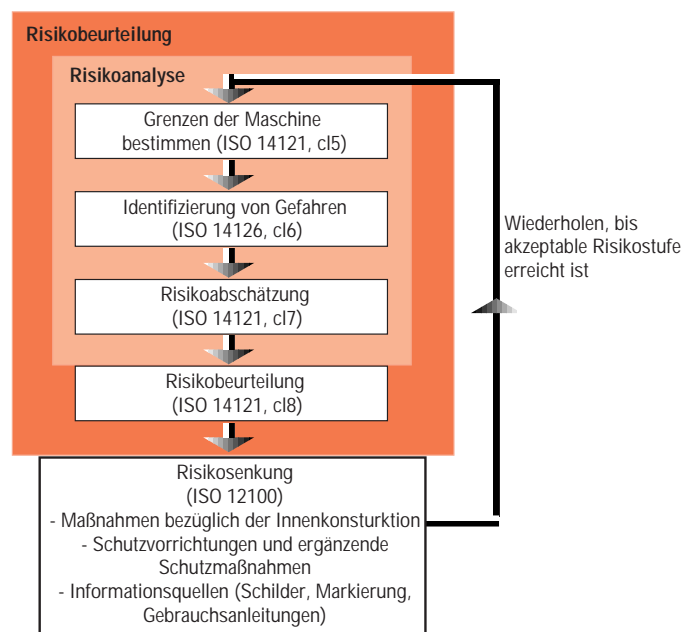 Risikobeurteilung
Risikoanalyse
Grenzen der Maschine
bestimmen (ISO 14121, cl5)
Identifizierung von Gefahren
(ISO 14126, cl6)
Risikoabschätzung
(ISO 14121, cl7)
Risikobeurteilung
(ISO 14121, cl8)
Risikosenkung
(ISO 12100)
- Maßnahmen bezüglich der Innenkonsturktion
- Schutzvorrichtungen und ergänzende
Schutzmaßnahmen
- Informationsquellen (Schilder, Markierung,
Gebrauchsanleitungen)
Wiederholen, bis
akzeptable Risikostufe
erreicht ist